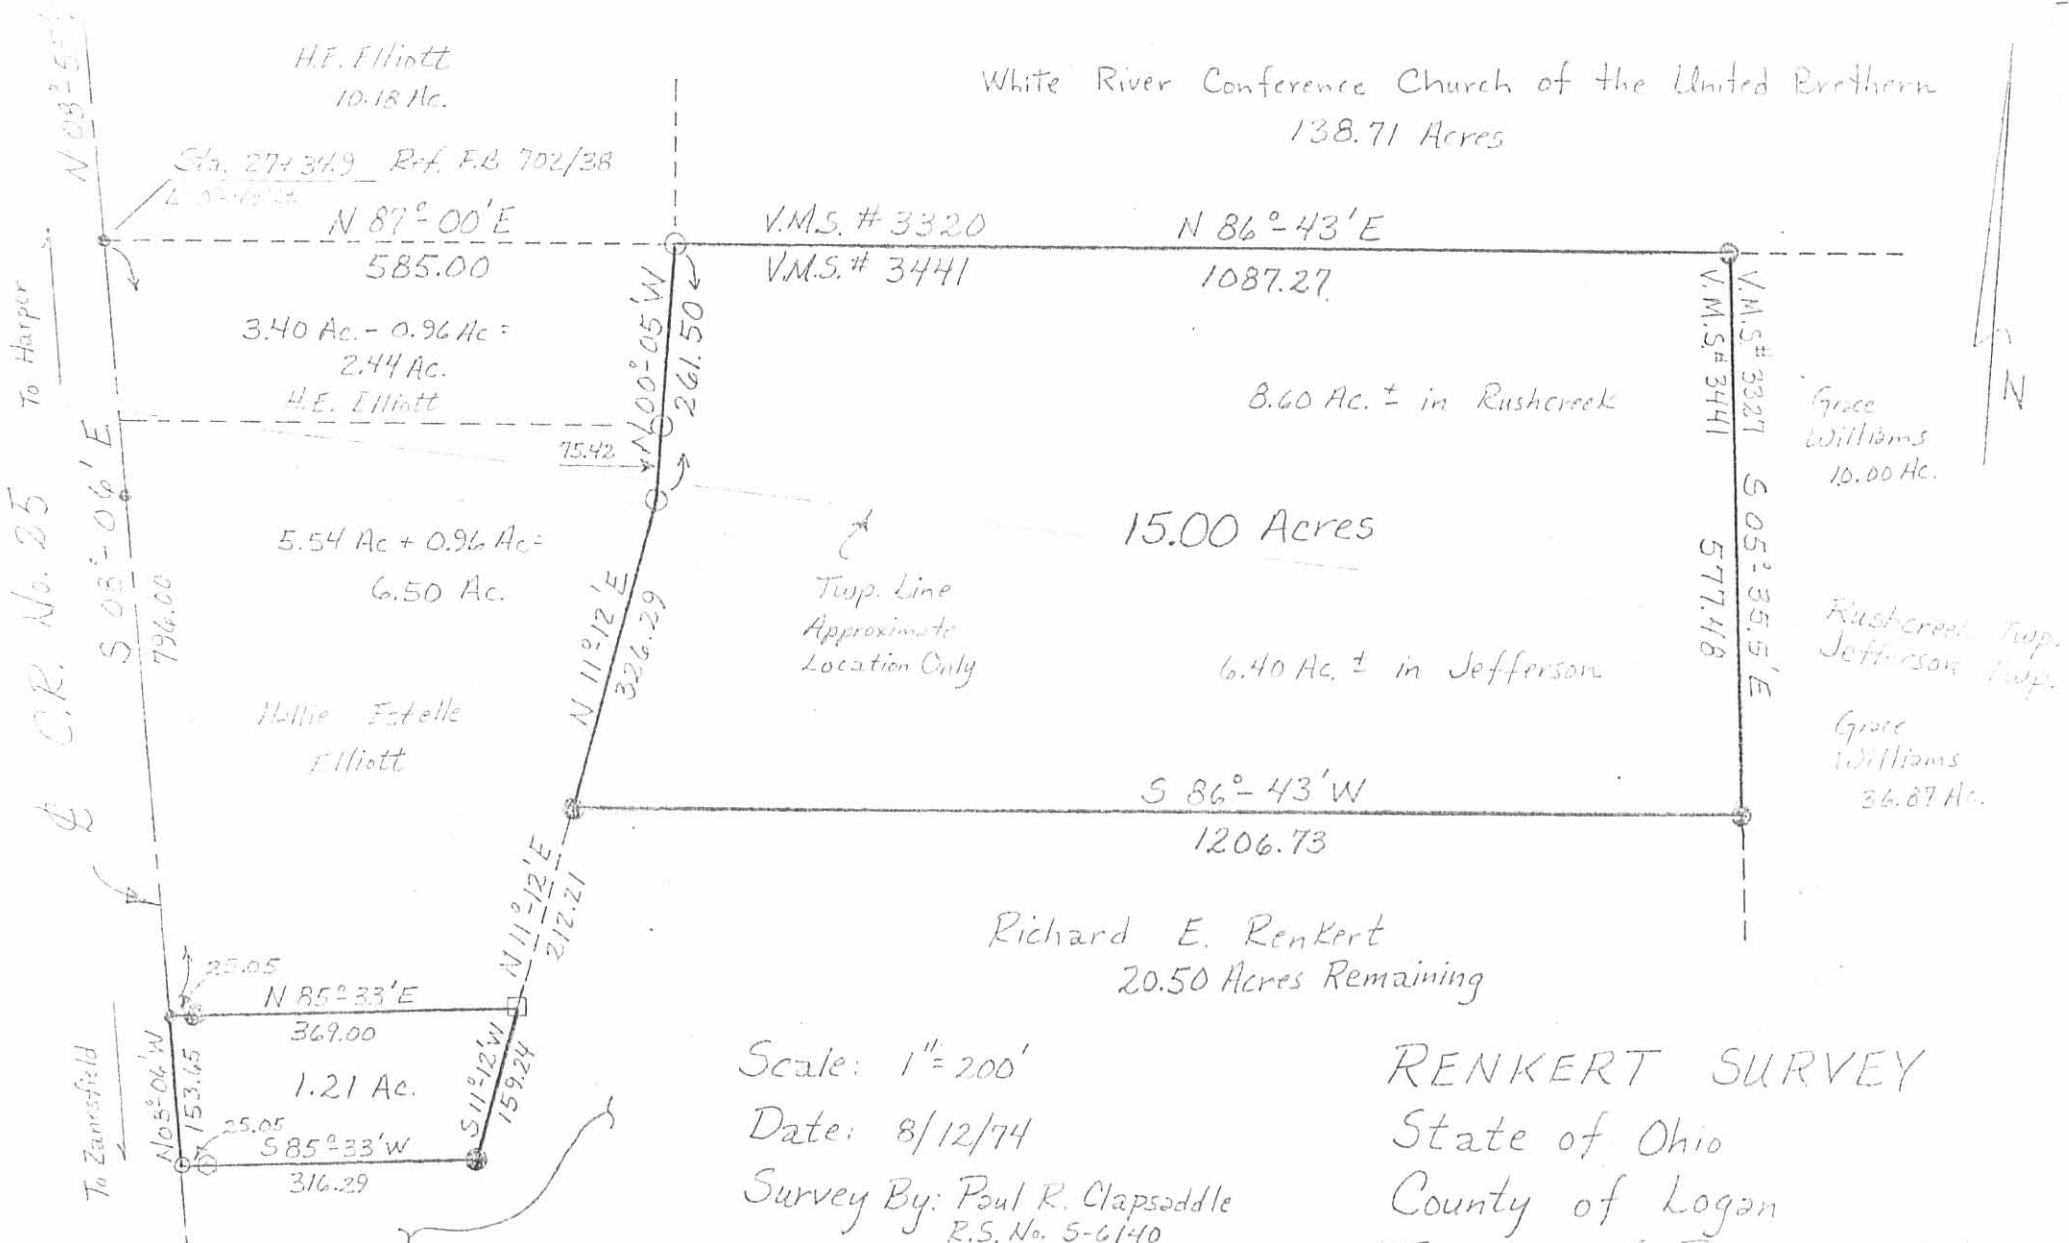 H.E. Elliott
10.18 Ac.
White River Conference Church of the United Brethern
138.71 Acres
Sta. 27+34.9 Ref. F.B 702/38
N 87°-00'E
585.00
V.M.S. # 3320
V.M.S. # 3441
N 86°-43'E
1087.27
N 03°-5
To Harper
3.40 Ac. - 0.96 Ac =
2.44 Ac.
H.E. Elliott
N 00°-05'W
261.50
75.42
8.60 Ac. ± in Rushcreek
V.M.S.# 3327
V.M.S.# 3441
S 05°-35.5'E
577.48
Grace
Williams
10.00 Ac.
N
℄ C.R. No. 25
S 03°-06' E
796.00
5.54 Ac + 0.96 Ac =
6.50 Ac.
15.00 Acres
Twp. Line
Approximate
Location Only
N 11°-12'E
326.29
6.40 Ac. ± in Jefferson
Rushcreek Twp.
Jefferson Twp.
Hallie Estelle
Elliott
Grace
Williams
36.87 Ac.
S 86°-43'W
1206.73
N 11°-12'E
212.21
Richard E. Renkert
20.50 Acres Remaining
25.05
N 85°-33'E
369.00
N03°-06'W
153.65
1.21 Ac.
S 11°-12'W
159.24
25.05
S 85°-33'W
316.29
To Zanesfield
Scale: 1"=200'
Date: 8/12/74
Survey By: Paul R. Clapsaddle
R.S. No. S-6140
RENKERT SURVEY
State of Ohio
County of Logan